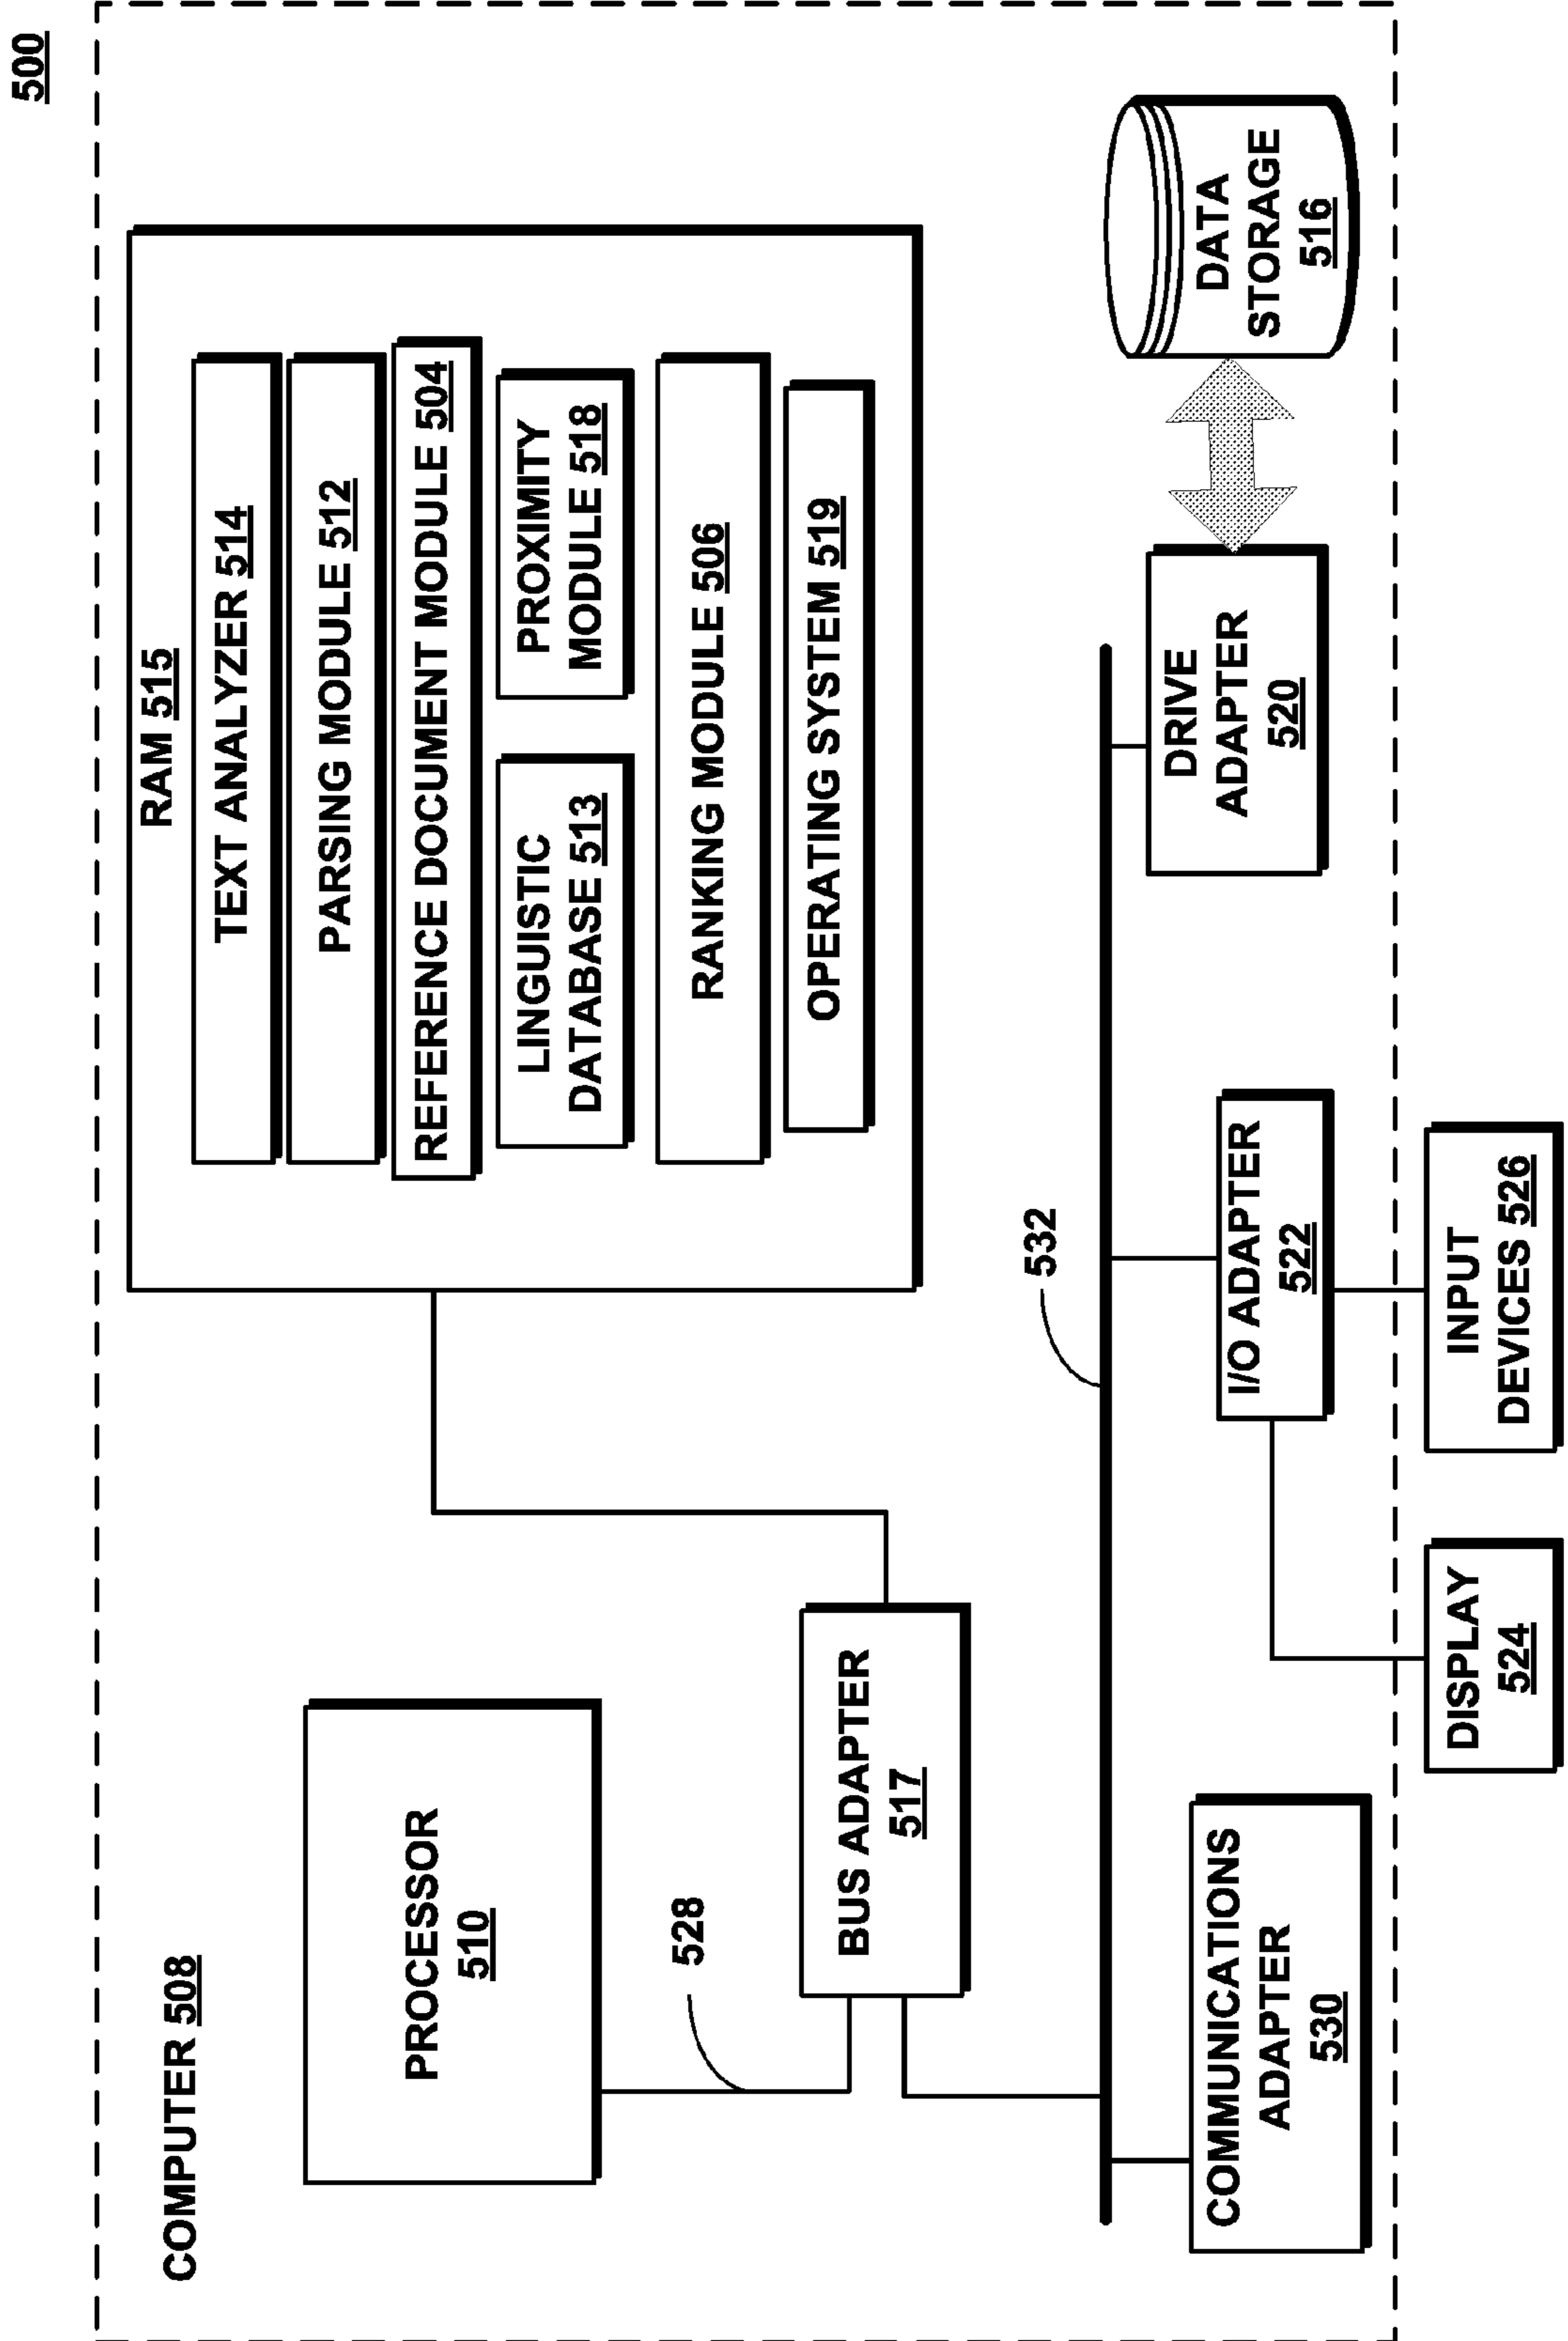 500
COMPUTER 508
RAM 515
TEXT ANALYZER 514
PARSING MODULE 512
REFERENCE DOCUMENT MODULE 504
LINGUISTIC
DATABASE 513
PROXIMITY
MODULE 518
RANKING MODULE 506
OPERATING SYSTEM 519
PROCESSOR
510
528
BUS ADAPTER
517
532
COMMUNICATIONS
ADAPTER
530
I/O ADAPTER
522
DRIVE
ADAPTER
520
DATA
STORAGE
516
DISPLAY
524
INPUT
DEVICES 526